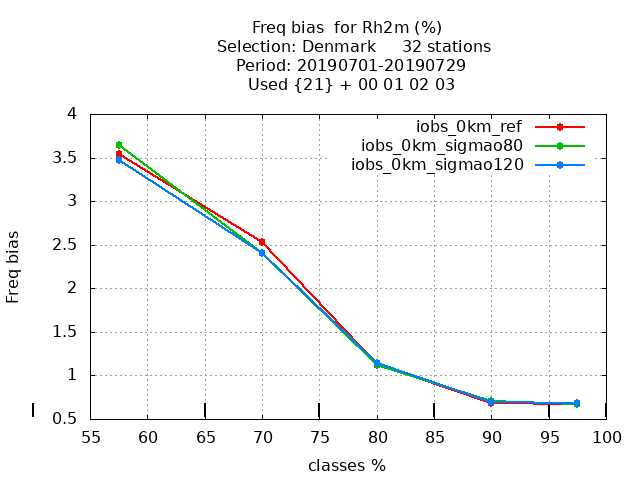 Freq bias  for Rh2m (%)
Selection: Denmark     32 stations
Period: 20190701-20190729
Used {21} + 00 01 02 03
iobs_0km_ref
iobs_0km_sigmao80
iobs_0km_sigmao120
Freq bias
4
3.5
3
2.5
2
1.5
1
0.5
55 60 65 70 75 80 85 90 95 100
classes %